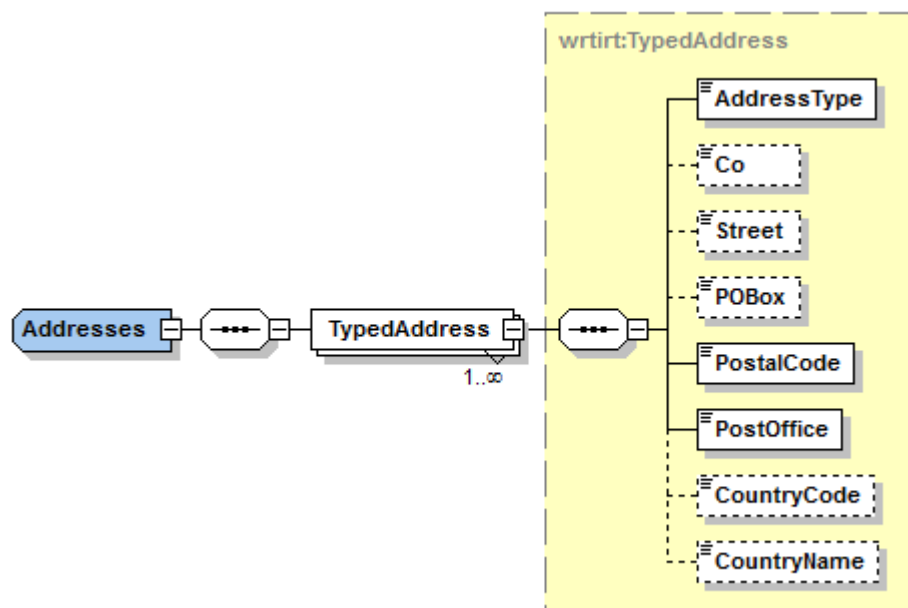 wrtirt:TypedAddress
AddressType
Co
Street
POBox
Addresses
TypedAddress
1..∞
PostalCode
PostOffice
CountryCode
CountryName